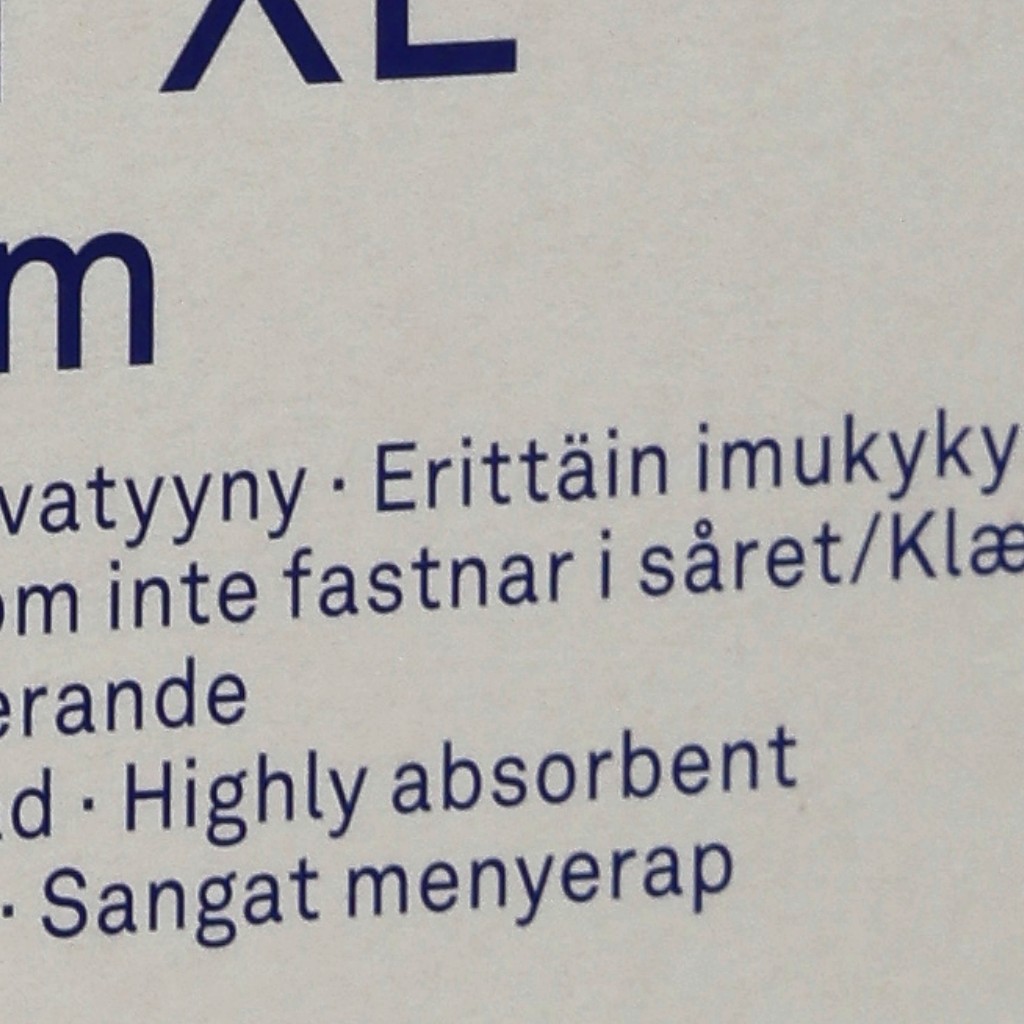 XL
m
vatyyny · Erittäin imukyky
om inte fastnar i såret/Klæ
erande
d · Highly absorbent
· Sangat menyerap